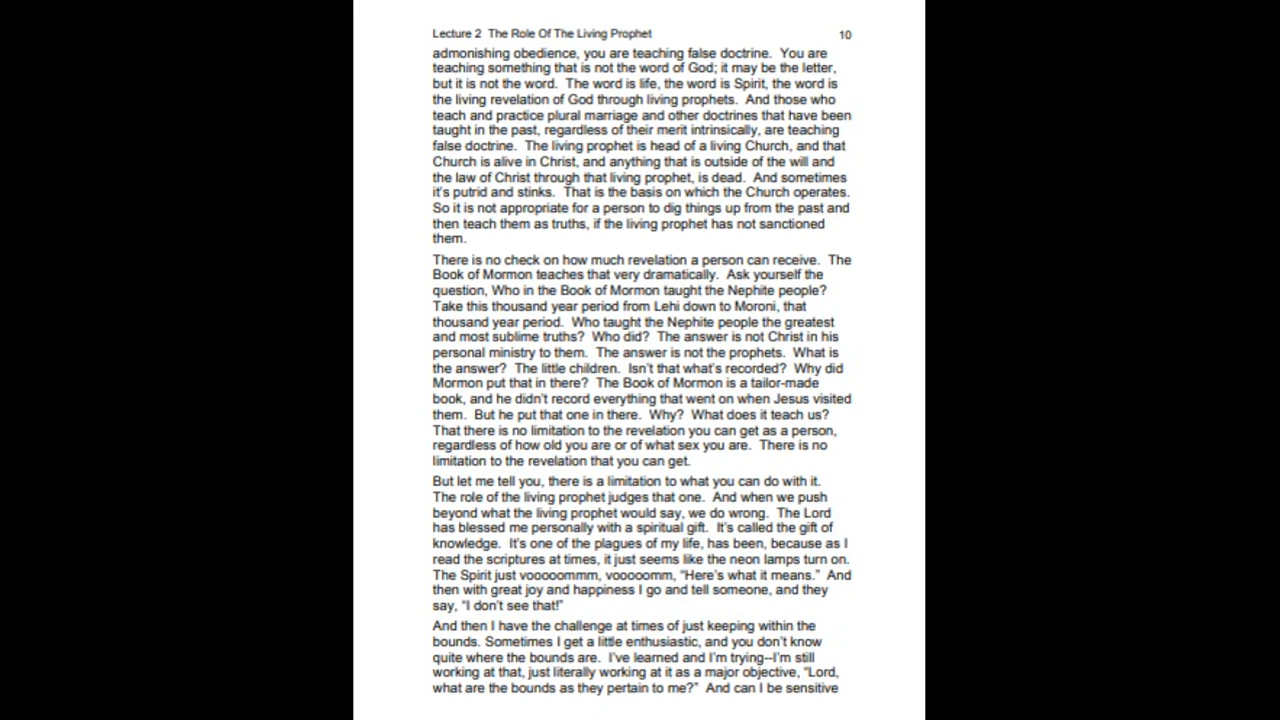 Lecture 2  The Role Of The Living Prophet 10
admonishing obedience, you are teaching false doctrine.  You are
teaching something that is not the word of God; it may be the letter,
but it is not the word.  The word is life, the word is Spirit, the word is
the living revelation of God through living prophets.  And those who
teach and practice plural marriage and other doctrines that have been
taught in the past, regardless of their merit intrinsically, are teaching
false doctrine.  The living prophet is head of a living Church, and that
Church is alive in Christ, and anything that is outside of the will and
the law of Christ through that living prophet, is dead.  And sometimes
it's putrid and stinks.  That is the basis on which the Church operates.
So it is not appropriate for a person to dig things up from the past and
then teach them as truths, if the living prophet has not sanctioned
them.
There is no check on how much revelation a person can receive.  The
Book of Mormon teaches that very dramatically.  Ask yourself the
question, Who in the Book of Mormon taught the Nephite people?
Take this thousand year period from Lehi down to Moroni, that
thousand year period.  Who taught the Nephite people the greatest
and most sublime truths?  Who did?  The answer is not Christ in his
personal ministry to them.  The answer is not the prophets.  What is
the answer?  The little children.  Isn't that what's recorded?  Why did
Mormon put that in there?  The Book of Mormon is a tailor-made
book, and he didn't record everything that went on when Jesus visited
them.  But he put that one in there.  Why?  What does it teach us?
That there is no limitation to the revelation you can get as a person,
regardless of how old you are or of what sex you are.  There is no
limitation to the revelation that you can get.
But let me tell you, there is a limitation to what you can do with it.
The role of the living prophet judges that one.  And when we push
beyond what the living prophet would say, we do wrong.  The Lord
has blessed me personally with a spiritual gift.  It's called the gift of
knowledge.  It's one of the plagues of my life, has been, because as I
read the scriptures at times, it just seems like the neon lamps turn on.
The Spirit just vooooommm, vooooomm, "Here's what it means."  And
then with great joy and happiness I go and tell someone, and they
say, "I don't see that!"
And then I have the challenge at times of just keeping within the
bounds. Sometimes I get a little enthusiastic, and you don't know
quite where the bounds are.  I've learned and I'm trying--I'm still
working at that, just literally working at it as a major objective, "Lord,
what are the bounds as they pertain to me?"  And can I be sensitive